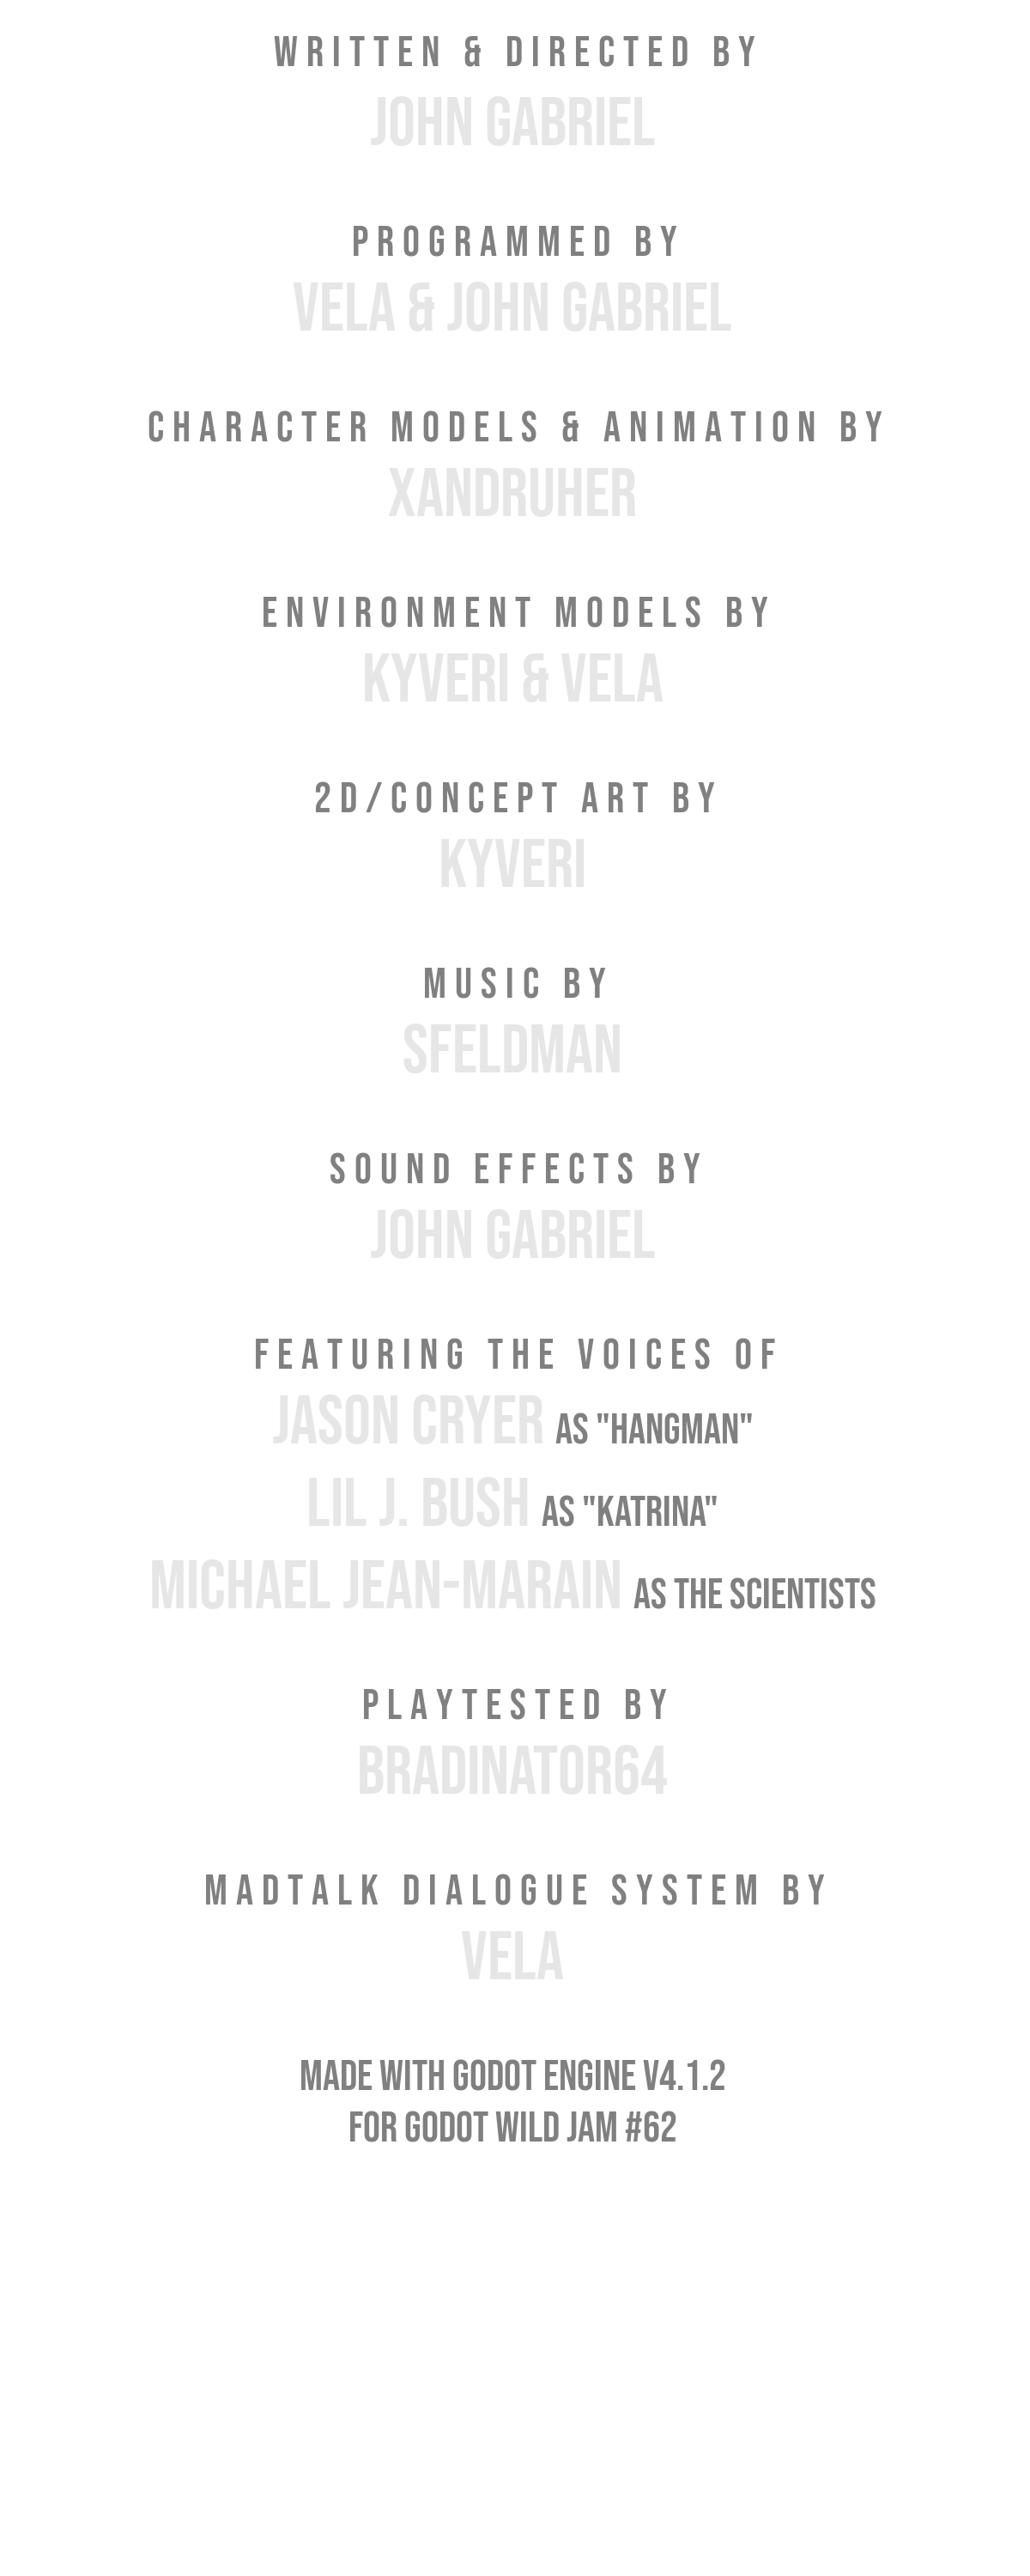 WRITTEN & DIRECTED BY
JOHN GABRIEL
PROGRAMMED BY
VELA & JOHN GABRIEL
CHARACTER MODELS & ANIMATION BY
XANDRUHER
ENVIRONMENT MODELS BY
KYVERI & VELA
2D/CONCEPT ART BY
KYVERI
MUSIC BY
SFELDMAN
SOUND EFFECTS BY
JOHN GABRIEL
FEATURING THE VOICES OF
JASON CRYER AS "HANGMAN"
LIL J. BUSH AS "KATRINA"
MICHAEL JEAN-MARAIN AS THE SCIENTISTS
PLAYTESTED BY
BRADINATOR64
MADTALK DIALOGUE SYSTEM BY
VELA
MADE WITH GODOT ENGINE V4.1.2
FOR GODOT WILD JAM #62